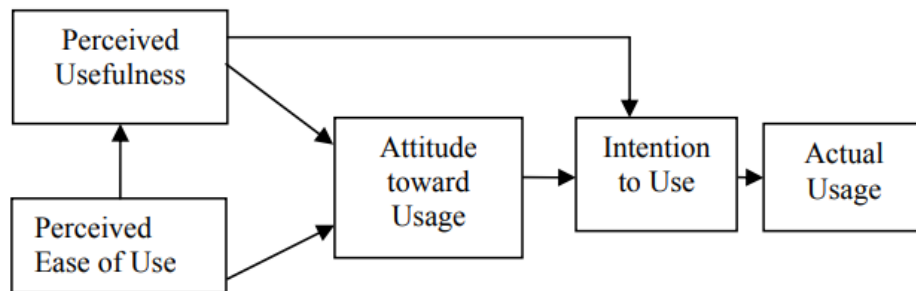 Perceived
Usefulness
Perceived
Ease of Use
Attitude
toward
Usage
Intention
to Use
Actual
Usage